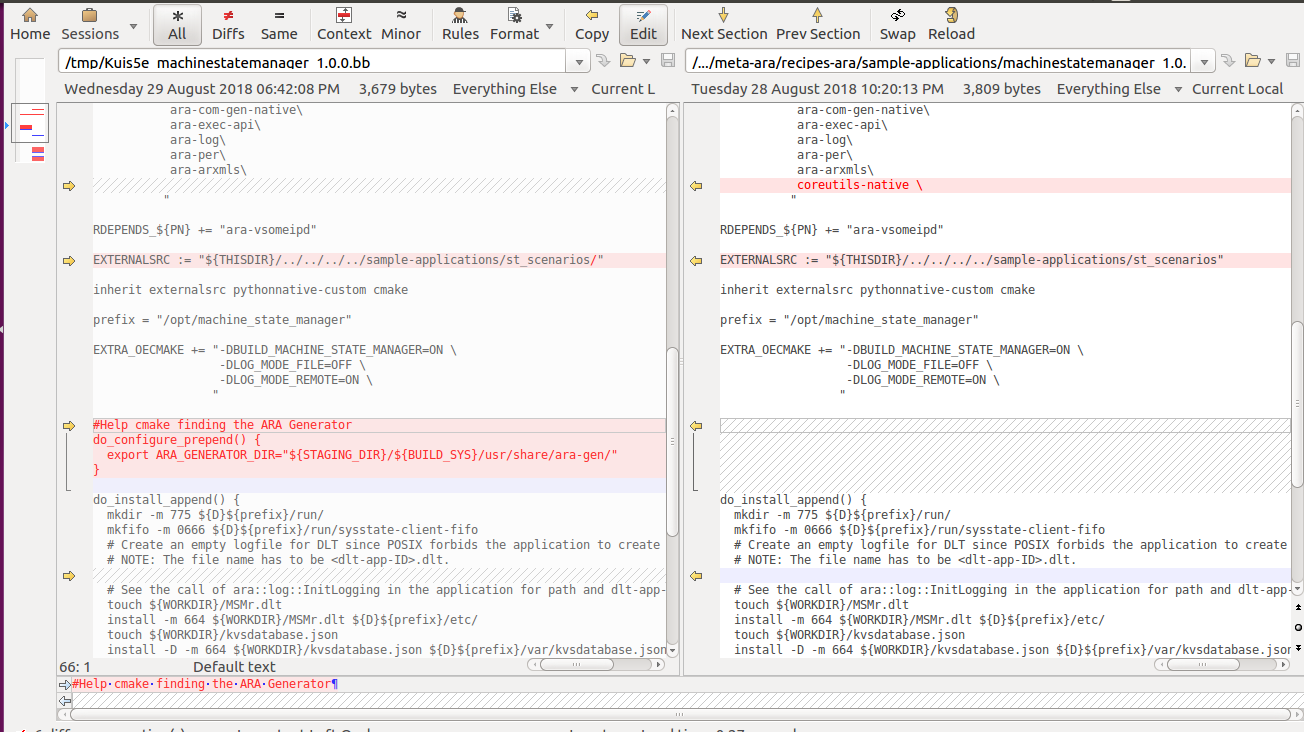 Home Sessions All Diffs Same Context Minor Rules Format Copy Edit Next Section Prev Section Swap Reload
/tmp/Kuis5e_machinestatemanager_1.0.0.bb
/.../meta-ara/recipes-ara/sample-applications/machinestatemanager_1.0.
Wednesday 29 August 2018 06:42:08 PM 3,679 bytes Everything Else Current L
Tuesday 28 August 2018 10:20:13 PM 3,809 bytes Everything Else Current Local
ara-com-gen-native\
ara-exec-api\
ara-log\
ara-per\
ara-arxmls\
"
RDEPENDS_${PN} += "ara-vsomeipd"
EXTERNALSRC := "${THISDIR}/../../../../sample-applications/st_scenarios/"
inherit externalsrc pythonnative-custom cmake
prefix = "/opt/machine_state_manager"
EXTRA_OECMAKE += "-DBUILD_MACHINE_STATE_MANAGER=ON \
-DLOG_MODE_FILE=OFF \
-DLOG_MODE_REMOTE=ON \
"
#Help cmake finding the ARA Generator
do_configure_prepend() {
export ARA_GENERATOR_DIR="${STAGING_DIR}/${BUILD_SYS}/usr/share/ara-gen/"
}
do_install_append() {
mkdir -m 775 ${D}${prefix}/run/
mkfifo -m 0666 ${D}${prefix}/run/sysstate-client-fifo
# Create an empty logfile for DLT since POSIX forbids the application to create
# NOTE: The file name has to be <dlt-app-ID>.dlt.
# See the call of ara::log::InitLogging in the application for path and dlt-app-
touch ${WORKDIR}/MSMr.dlt
install -m 664 ${WORKDIR}/MSMr.dlt ${D}${prefix}/etc/
touch ${WORKDIR}/kvsdatabase.json
install -D -m 664 ${WORKDIR}/kvsdatabase.json ${D}${prefix}/var/kvsdatabase.json
66: 1 Default text
ara-com-gen-native\
ara-exec-api\
ara-log\
ara-per\
ara-arxmls\
coreutils-native \
"
RDEPENDS_${PN} += "ara-vsomeipd"
EXTERNALSRC := "${THISDIR}/../../../../sample-applications/st_scenarios"
inherit externalsrc pythonnative-custom cmake
prefix = "/opt/machine_state_manager"
EXTRA_OECMAKE += "-DBUILD_MACHINE_STATE_MANAGER=ON \
-DLOG_MODE_FILE=OFF \
-DLOG_MODE_REMOTE=ON \
"
do_install_append() {
mkdir -m 775 ${D}${prefix}/run/
mkfifo -m 0666 ${D}${prefix}/run/sysstate-client-fifo
# Create an empty logfile for DLT since POSIX forbids the application to create
# NOTE: The file name has to be <dlt-app-ID>.dlt.
# See the call of ara::log::InitLogging in the application for path and dlt-app-
touch ${WORKDIR}/MSMr.dlt
install -m 664 ${WORKDIR}/MSMr.dlt ${D}${prefix}/etc/
touch ${WORKDIR}/kvsdatabase.json
install -D -m 664 ${WORKDIR}/kvsdatabase.json ${D}${prefix}/var/kvsdatabase.json
#Help·cmake·finding·the·ARA·Generator¶